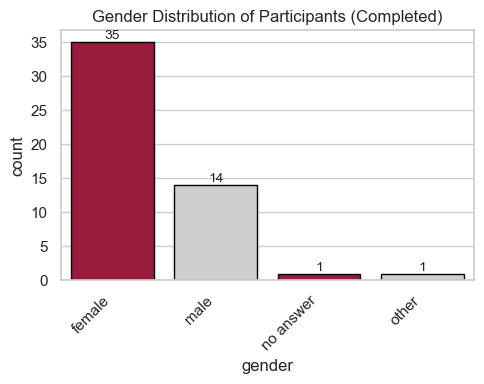 Gender Distribution of Participants (Completed)
35
30
25
20
15
10
5
0
count
35
14
1
1
female
male
no answer
other
gender